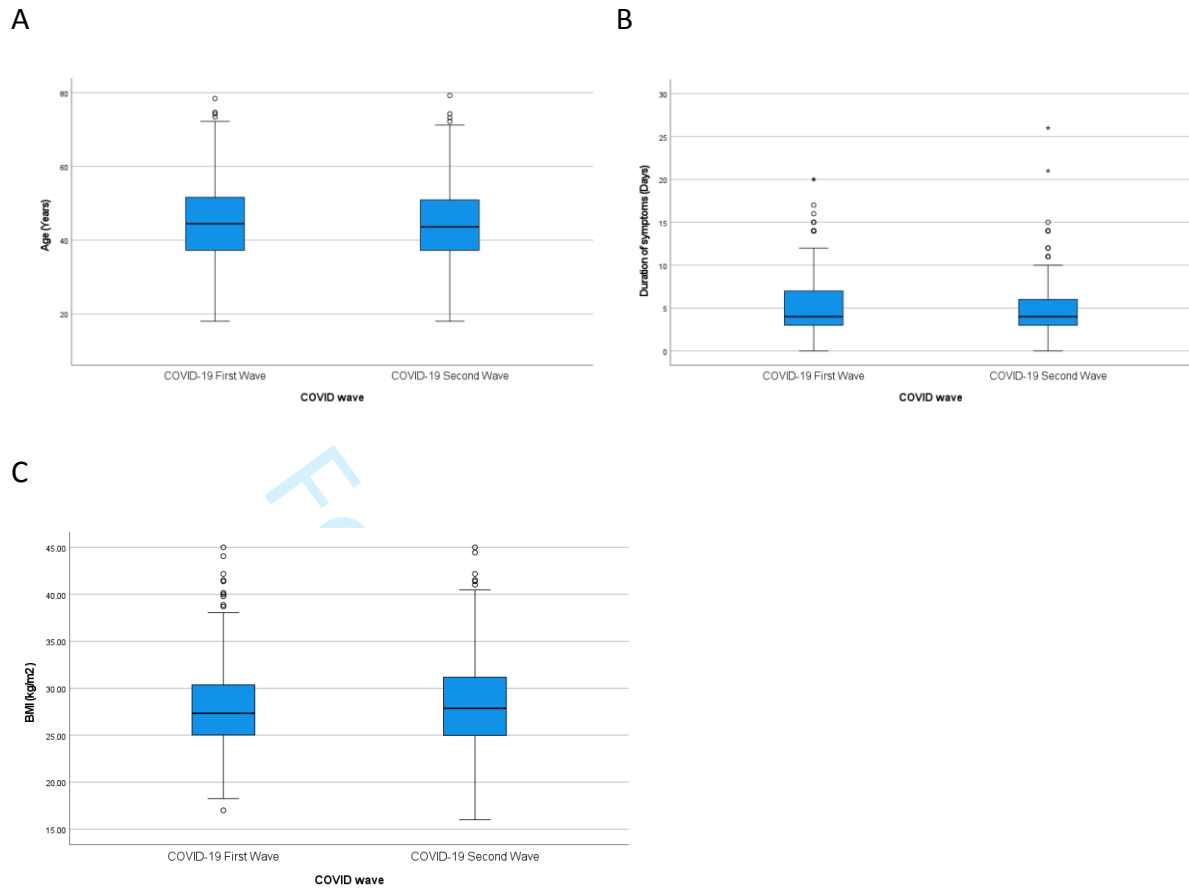 A
B
80
60
40
20
Age (Years)
COVID-19 First Wave
COVID-19 Second Wave
COVID wave
30
25
20
15
10
5
0
Duration of symptoms (Days)
COVID-19 First Wave
COVID-19 Second Wave
COVID wave
C
45.00
40.00
35.00
30.00
25.00
20.00
15.00
BMI (kg/m2)
COVID-19 First Wave
COVID-19 Second Wave
COVID wave